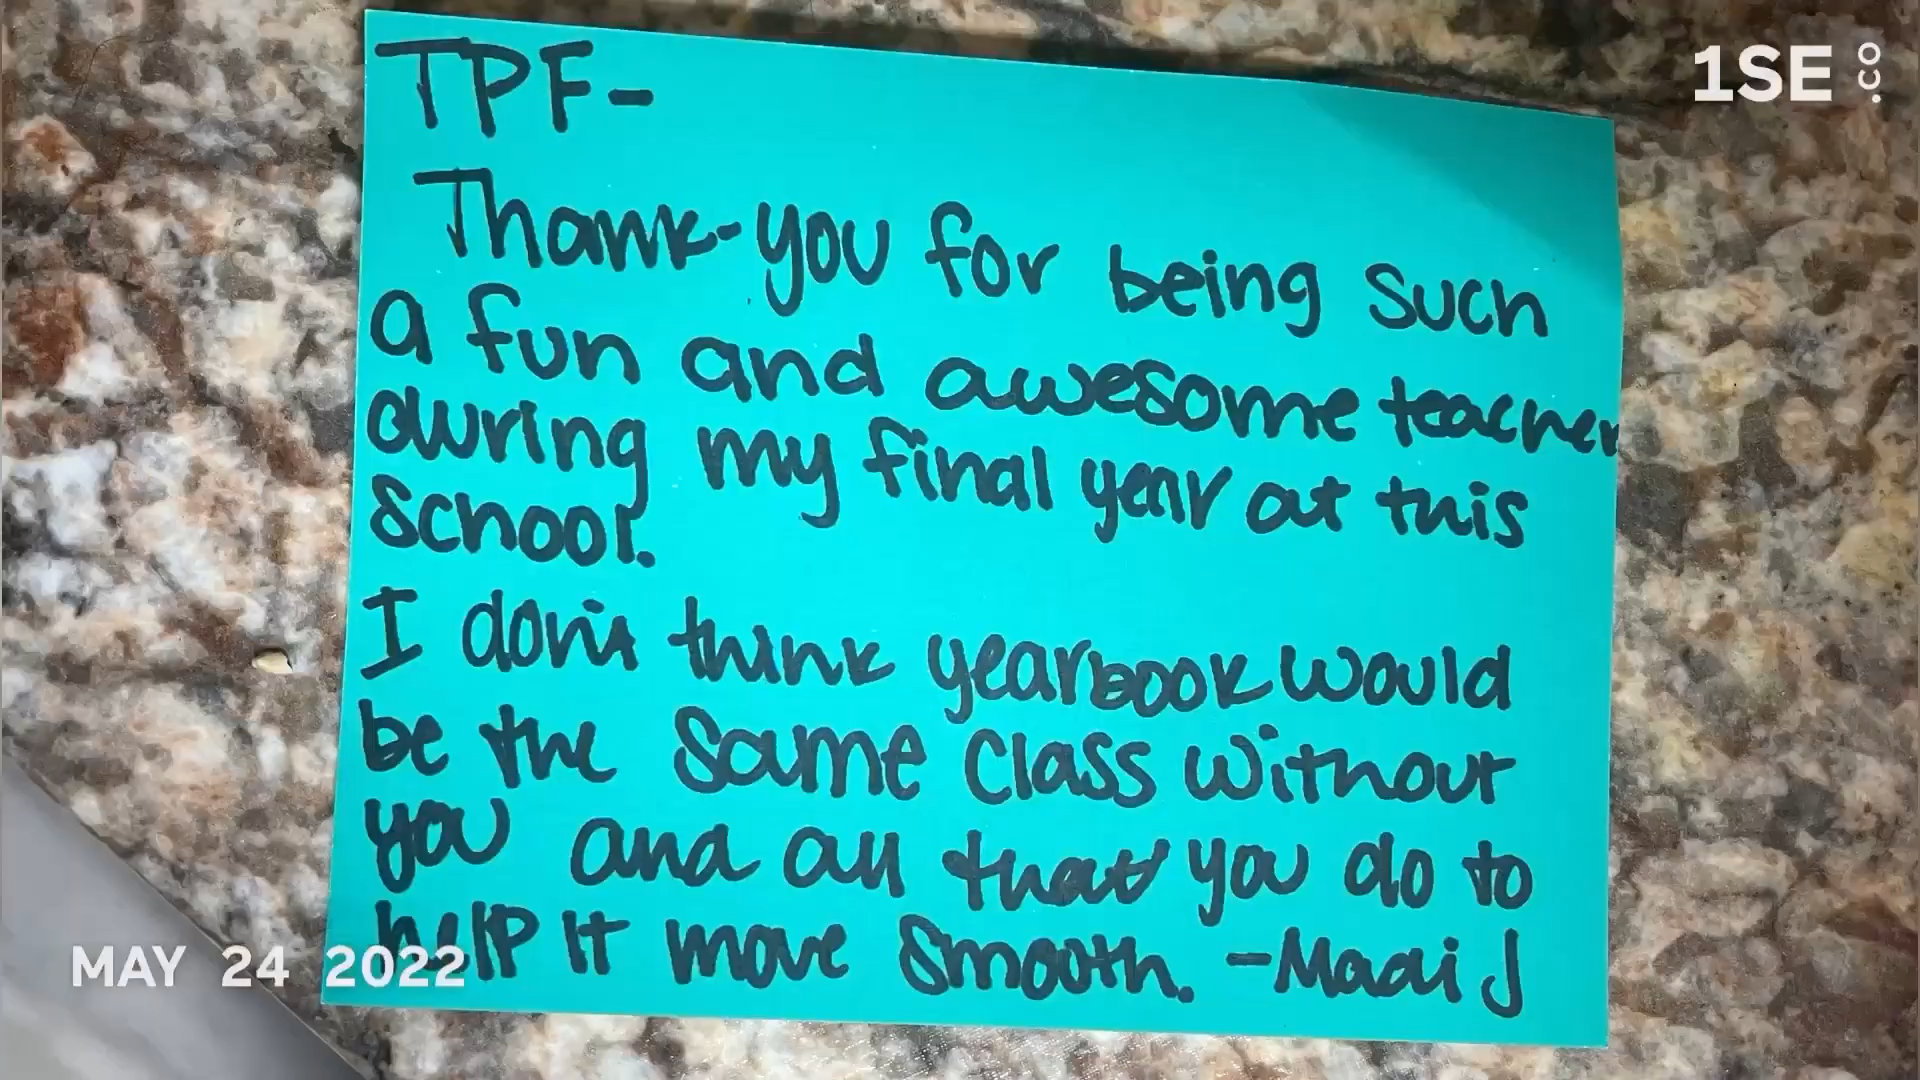 1SE .co
TPF-
Thank-you for being such
a fun and awesome teacher
during my final year at this
school.
I don't think yearbook would
be the same class without
you and all that you do to
help it move smooth. -Madi J
MAY 24 2022